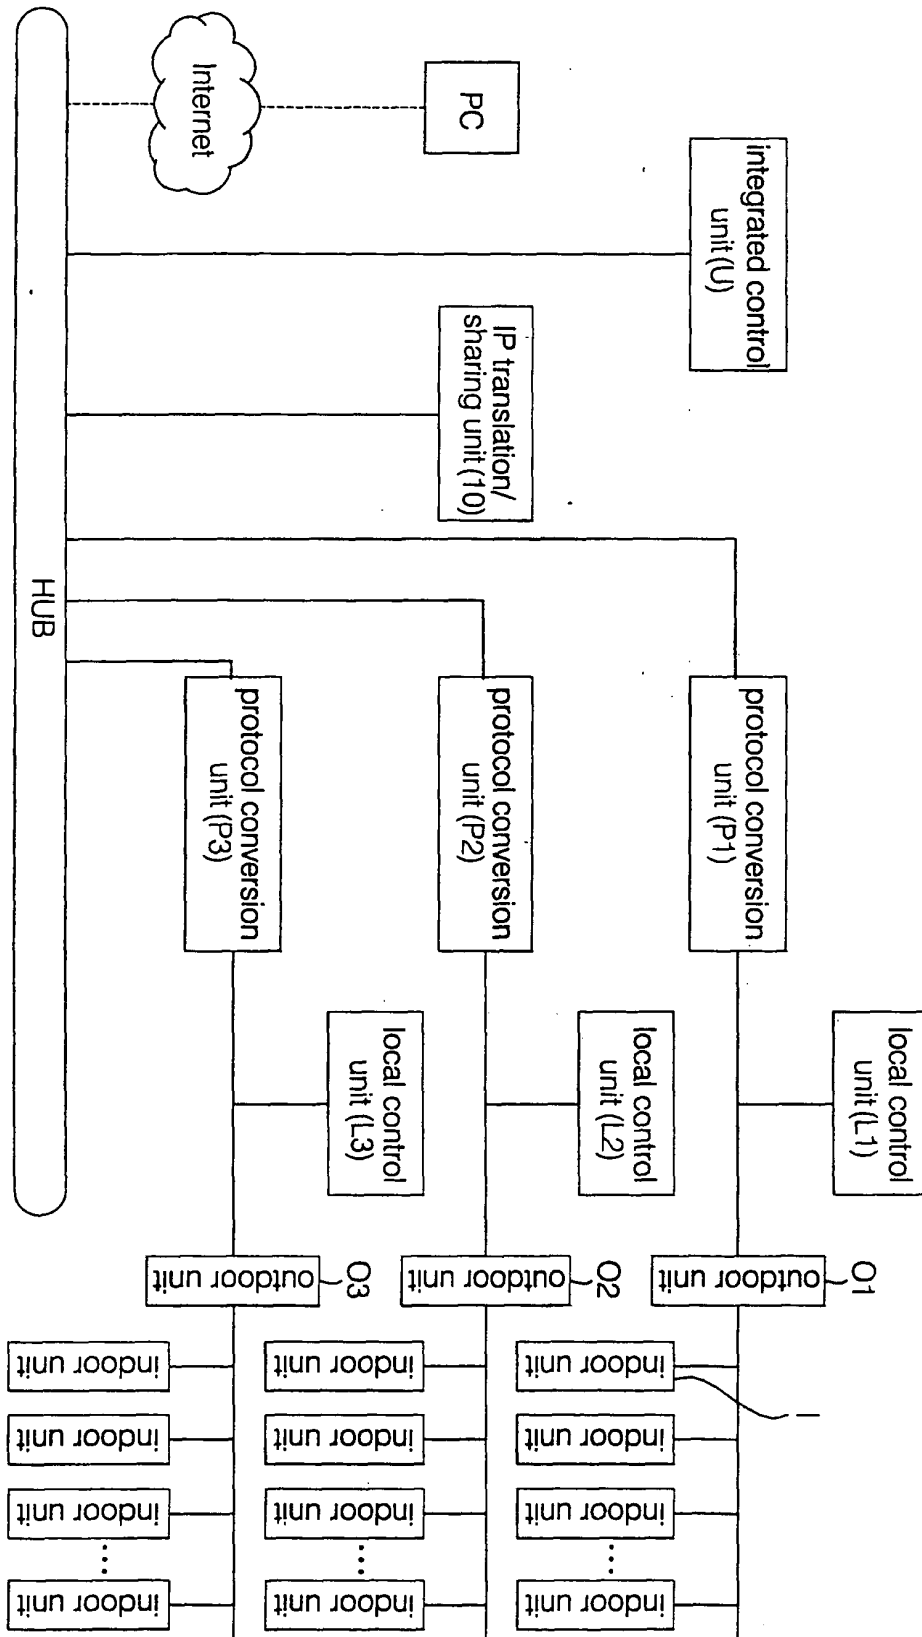 PC
Internet
integrated control
unit(U)
IP translation/
sharing unit(10)
HUB
protocol conversion
unit(P1)
protocol conversion
unit(P2)
protocol conversion
unit(P3)
local control
unit(L1)
local control
unit(L2)
local control
unit(L3)
O1
outdoor unit
O2
outdoor unit
O3
outdoor unit
I
indoor unit
indoor unit
indoor unit
...
indoor unit
indoor unit
indoor unit
indoor unit
...
indoor unit
indoor unit
indoor unit
indoor unit
...
indoor unit